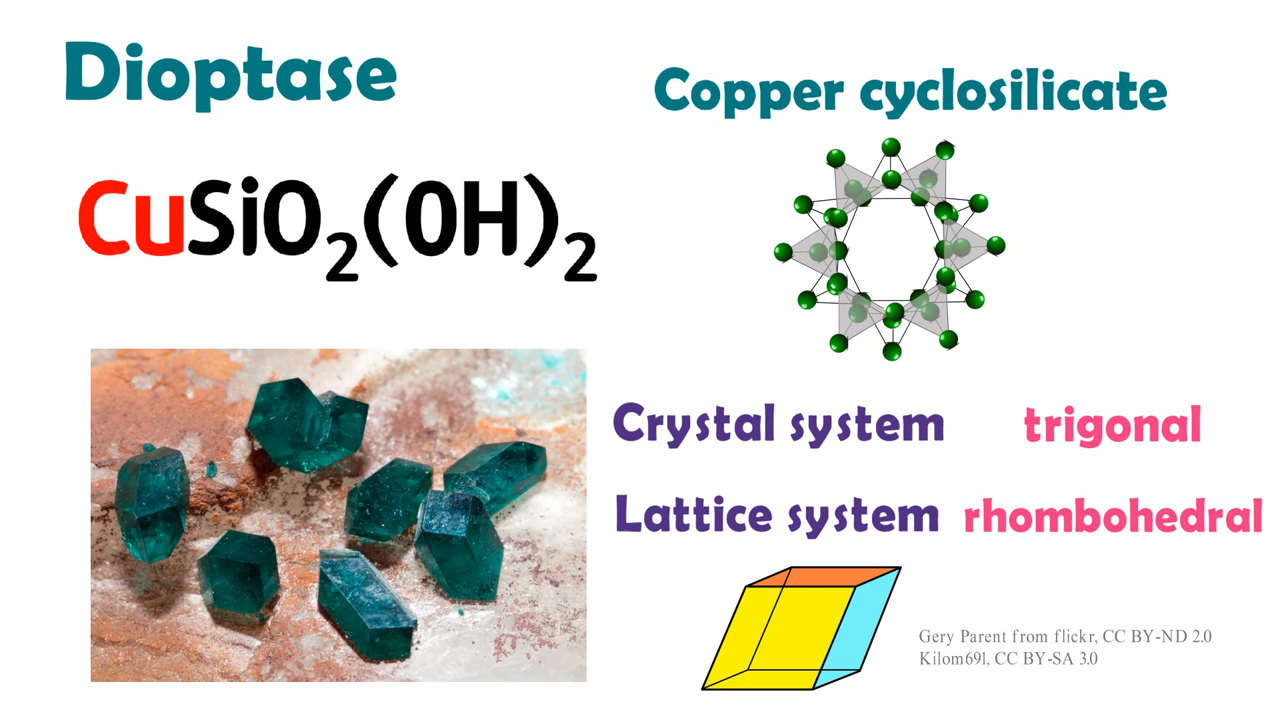 Dioptase
Copper cyclosilicate
CuSiO₂(OH)₂
Crystal system trigonal
Lattice system rhombohedral
Gery Parent from flickr, CC BY-ND 2.0
Kilom691, CC BY-SA 3.0